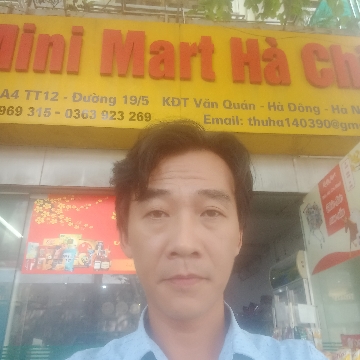 Mini Mart Hà Ch
A4 TT12 - Đường 19/5 KĐT Văn Quán - Hà Đông - Hà N
969 315 - 0363 923 269
Email: thuha140390@gm